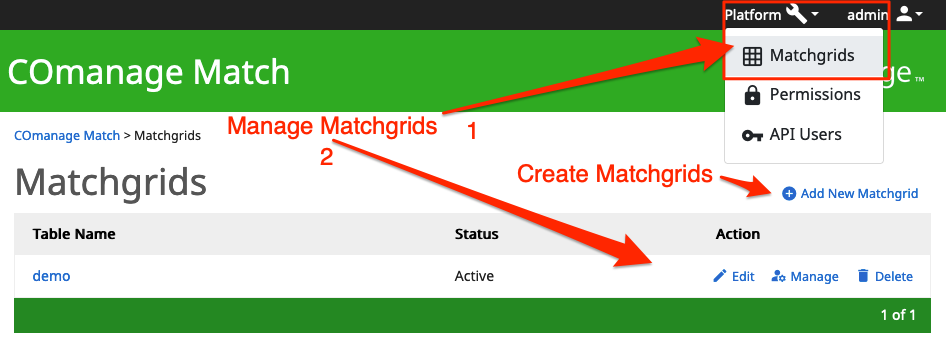 Platform admin
COmanage Match
Matchgrids
ge™
Permissions
API Users
COmanage Match > Matchgrids
Manage Matchgrids 1
2
Matchgrids
Create Matchgrids
Add New Matchgrid
Table Name Status Action
demo Active Edit Manage Delete
1 of 1